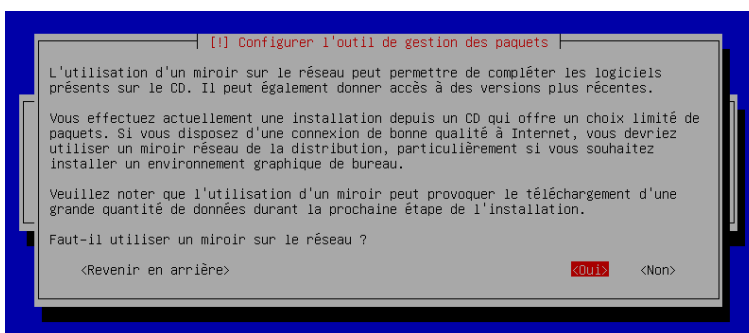 [!] Configurer l'outil de gestion des paquets
L'utilisation d'un miroir sur le réseau peut permettre de compléter les logiciels
présents sur le CD. Il peut également donner accès à des versions plus récentes.
Vous effectuez actuellement une installation depuis un CD qui offre un choix limité de
paquets. Si vous disposez d'une connexion de bonne qualité à Internet, vous devriez
utiliser un miroir réseau de la distribution, particulièrement si vous souhaitez
installer un environnement graphique de bureau.
Veuillez noter que l'utilisation d'un miroir peut provoquer le téléchargement d'une
grande quantité de données durant la prochaine étape de l'installation.
Faut-il utiliser un miroir sur le réseau ?
<Revenir en arrière> <Oui> <Non>